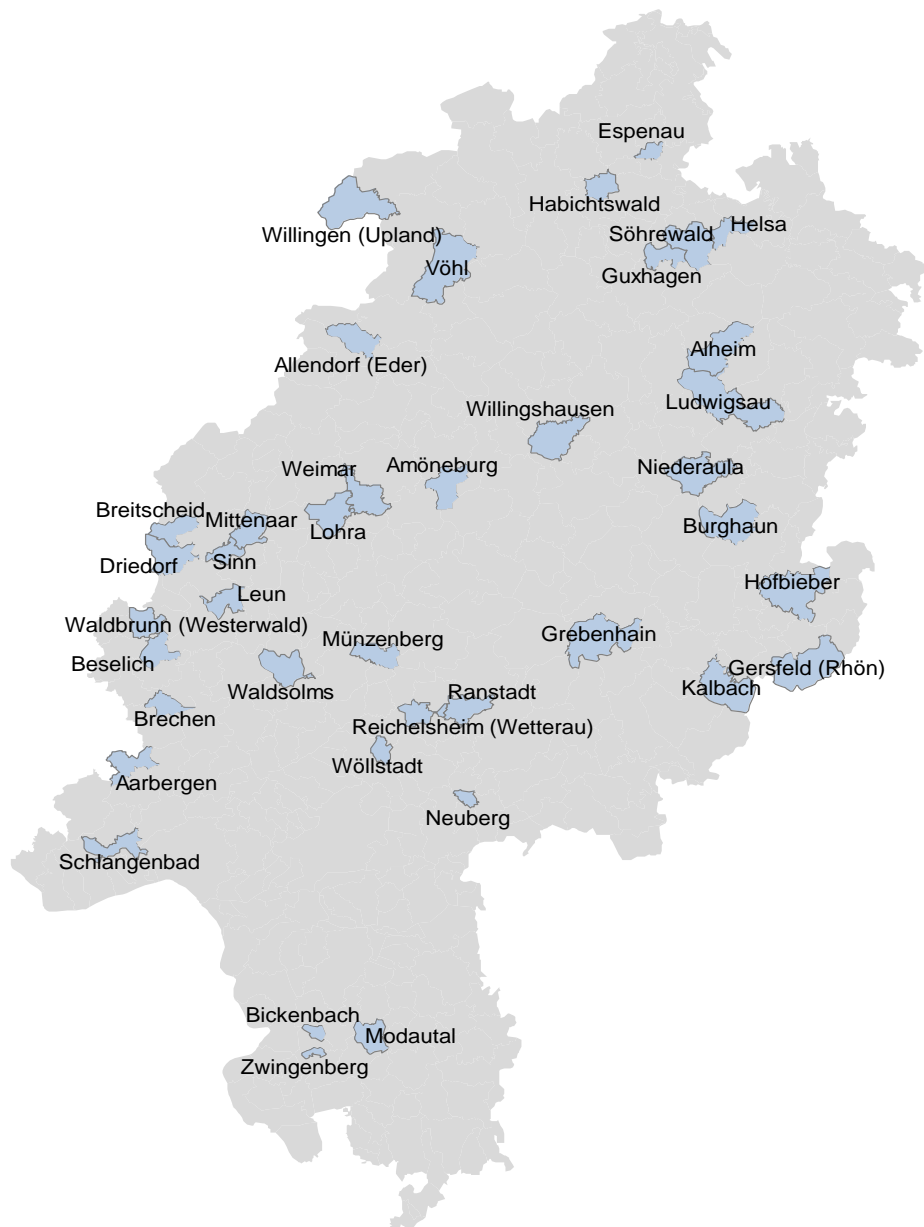 Espenau
Habichtswald
Willingen (Upland)
Söhrewald
Helsa
Vöhl
Guxhagen
Allendorf (Eder)
Alheim
Willingshausen
Ludwigsau
Weimar
Amöneburg
Niederaula
Breitscheid
Mittenaar
Lohra
Burghaun
Driedorf
Sinn
Hofbieber
Leun
Waldbrunn (Westerwald)
Münzenberg
Grebenhain
Beselich
Waldsolms
Ranstadt
Gersfeld (Rhön)
Kalbach
Brechen
Reichelsheim (Wetterau)
Wöllstadt
Aarbergen
Neuberg
Schlangenbad
Bickenbach
Modautal
Zwingenberg